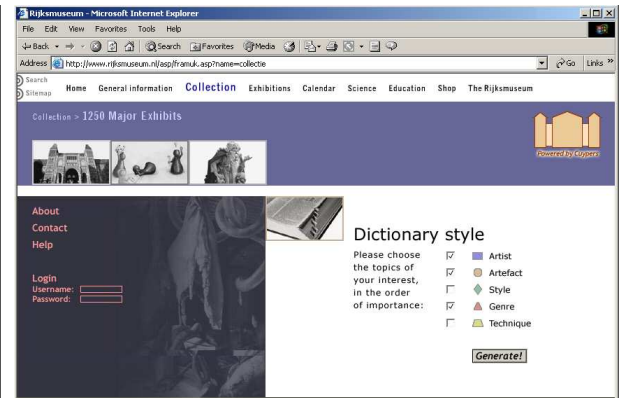 Rijksmuseum - Microsoft Internet Explorer
File Edit View Favorites Tools Help
Back Search Favorites Media
Address http://www.rijksmuseum.nl/asp/framuk.asp?name=collectie Go Links »
Search
Sitemap
Home General information Collection Exhibitions Calendar Science Education Shop The Rijksmuseum
Collection > 1250 Major Exhibits
Powered by Cuypers
About
Contact
Help
Login
Username:
Password:
Dictionary style
Please choose
the topics of
your interest,
in the order
of importance:
Artist
Artefact
Style
Genre
Technique
Generate!